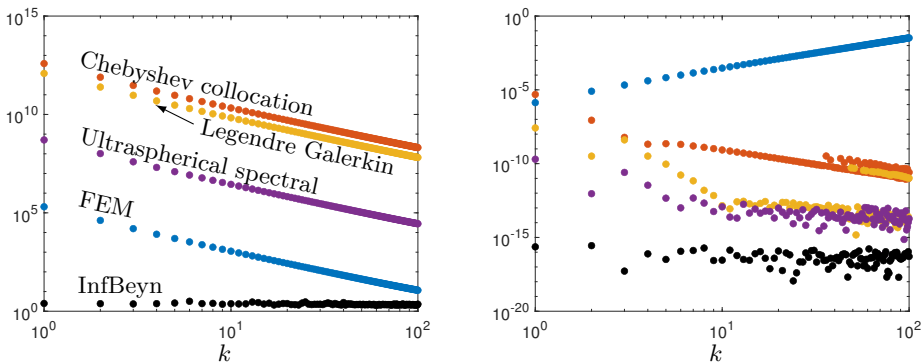 10^15
10^10
10^5
10^0
Chebyshev collocation
Legendre Galerkin
Ultraspherical spectral
FEM
InfBeyn
10^0
10^1
10^2
k
10^0
10^-5
10^-10
10^-15
10^-20
10^0
10^1
10^2
k